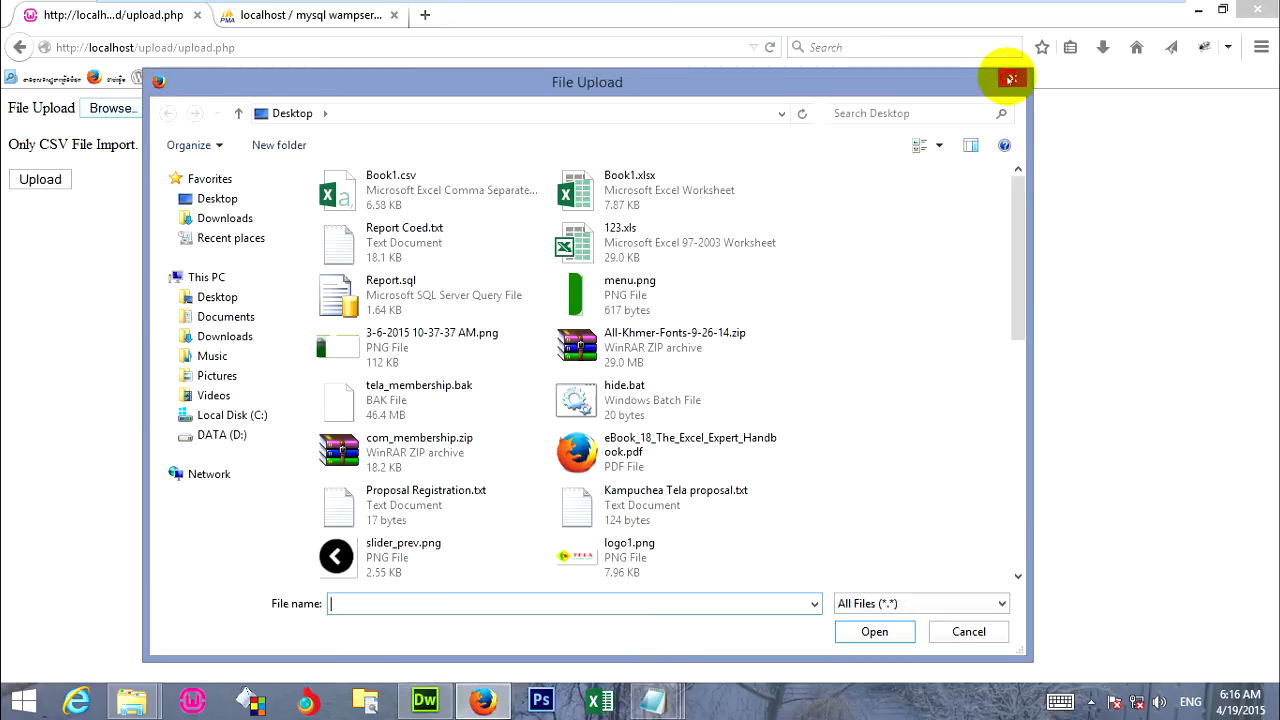 http://localh...d/upload.php
localhost / mysql wampser...
http://localhost/upload/upload.php
Search
File Upload
File Upload Browse..
Desktop
Search Desktop
Only CSV File Import.
Organize
New folder
Upload
Favorites
Desktop
Downloads
Recent places
This PC
Desktop
Documents
Downloads
Music
Pictures
Videos
Local Disk (C:)
DATA (D:)
Network
Book1.csv
Microsoft Excel Comma Separate...
6.58 KB
Book1.xlsx
Microsoft Excel Worksheet
7.87 KB
Report Coed.txt
Text Document
18.1 KB
123.xls
Microsoft Excel 97-2003 Worksheet
29.0 KB
Report.sql
Microsoft SQL Server Query File
1.64 KB
menu.png
PNG File
617 bytes
3-6-2015 10-37-37 AM.png
PNG File
112 KB
All-Khmer-Fonts-9-26-14.zip
WinRAR ZIP archive
29.0 MB
tela_membership.bak
BAK File
46.4 MB
hide.bat
Windows Batch File
20 bytes
com_membership.zip
WinRAR ZIP archive
18.2 KB
eBook_18_The_Excel_Expert_Handb
ook.pdf
PDF File
Proposal Registration.txt
Text Document
17 bytes
Kampuchea Tela proposal.txt
Text Document
124 bytes
slider_prev.png
PNG File
2.55 KB
logo1.png
PNG File
7.96 KB
File name:
All Files (*.*)
Open
Cancel
Dw
Ps
ENG
6:16 AM
4/19/2015